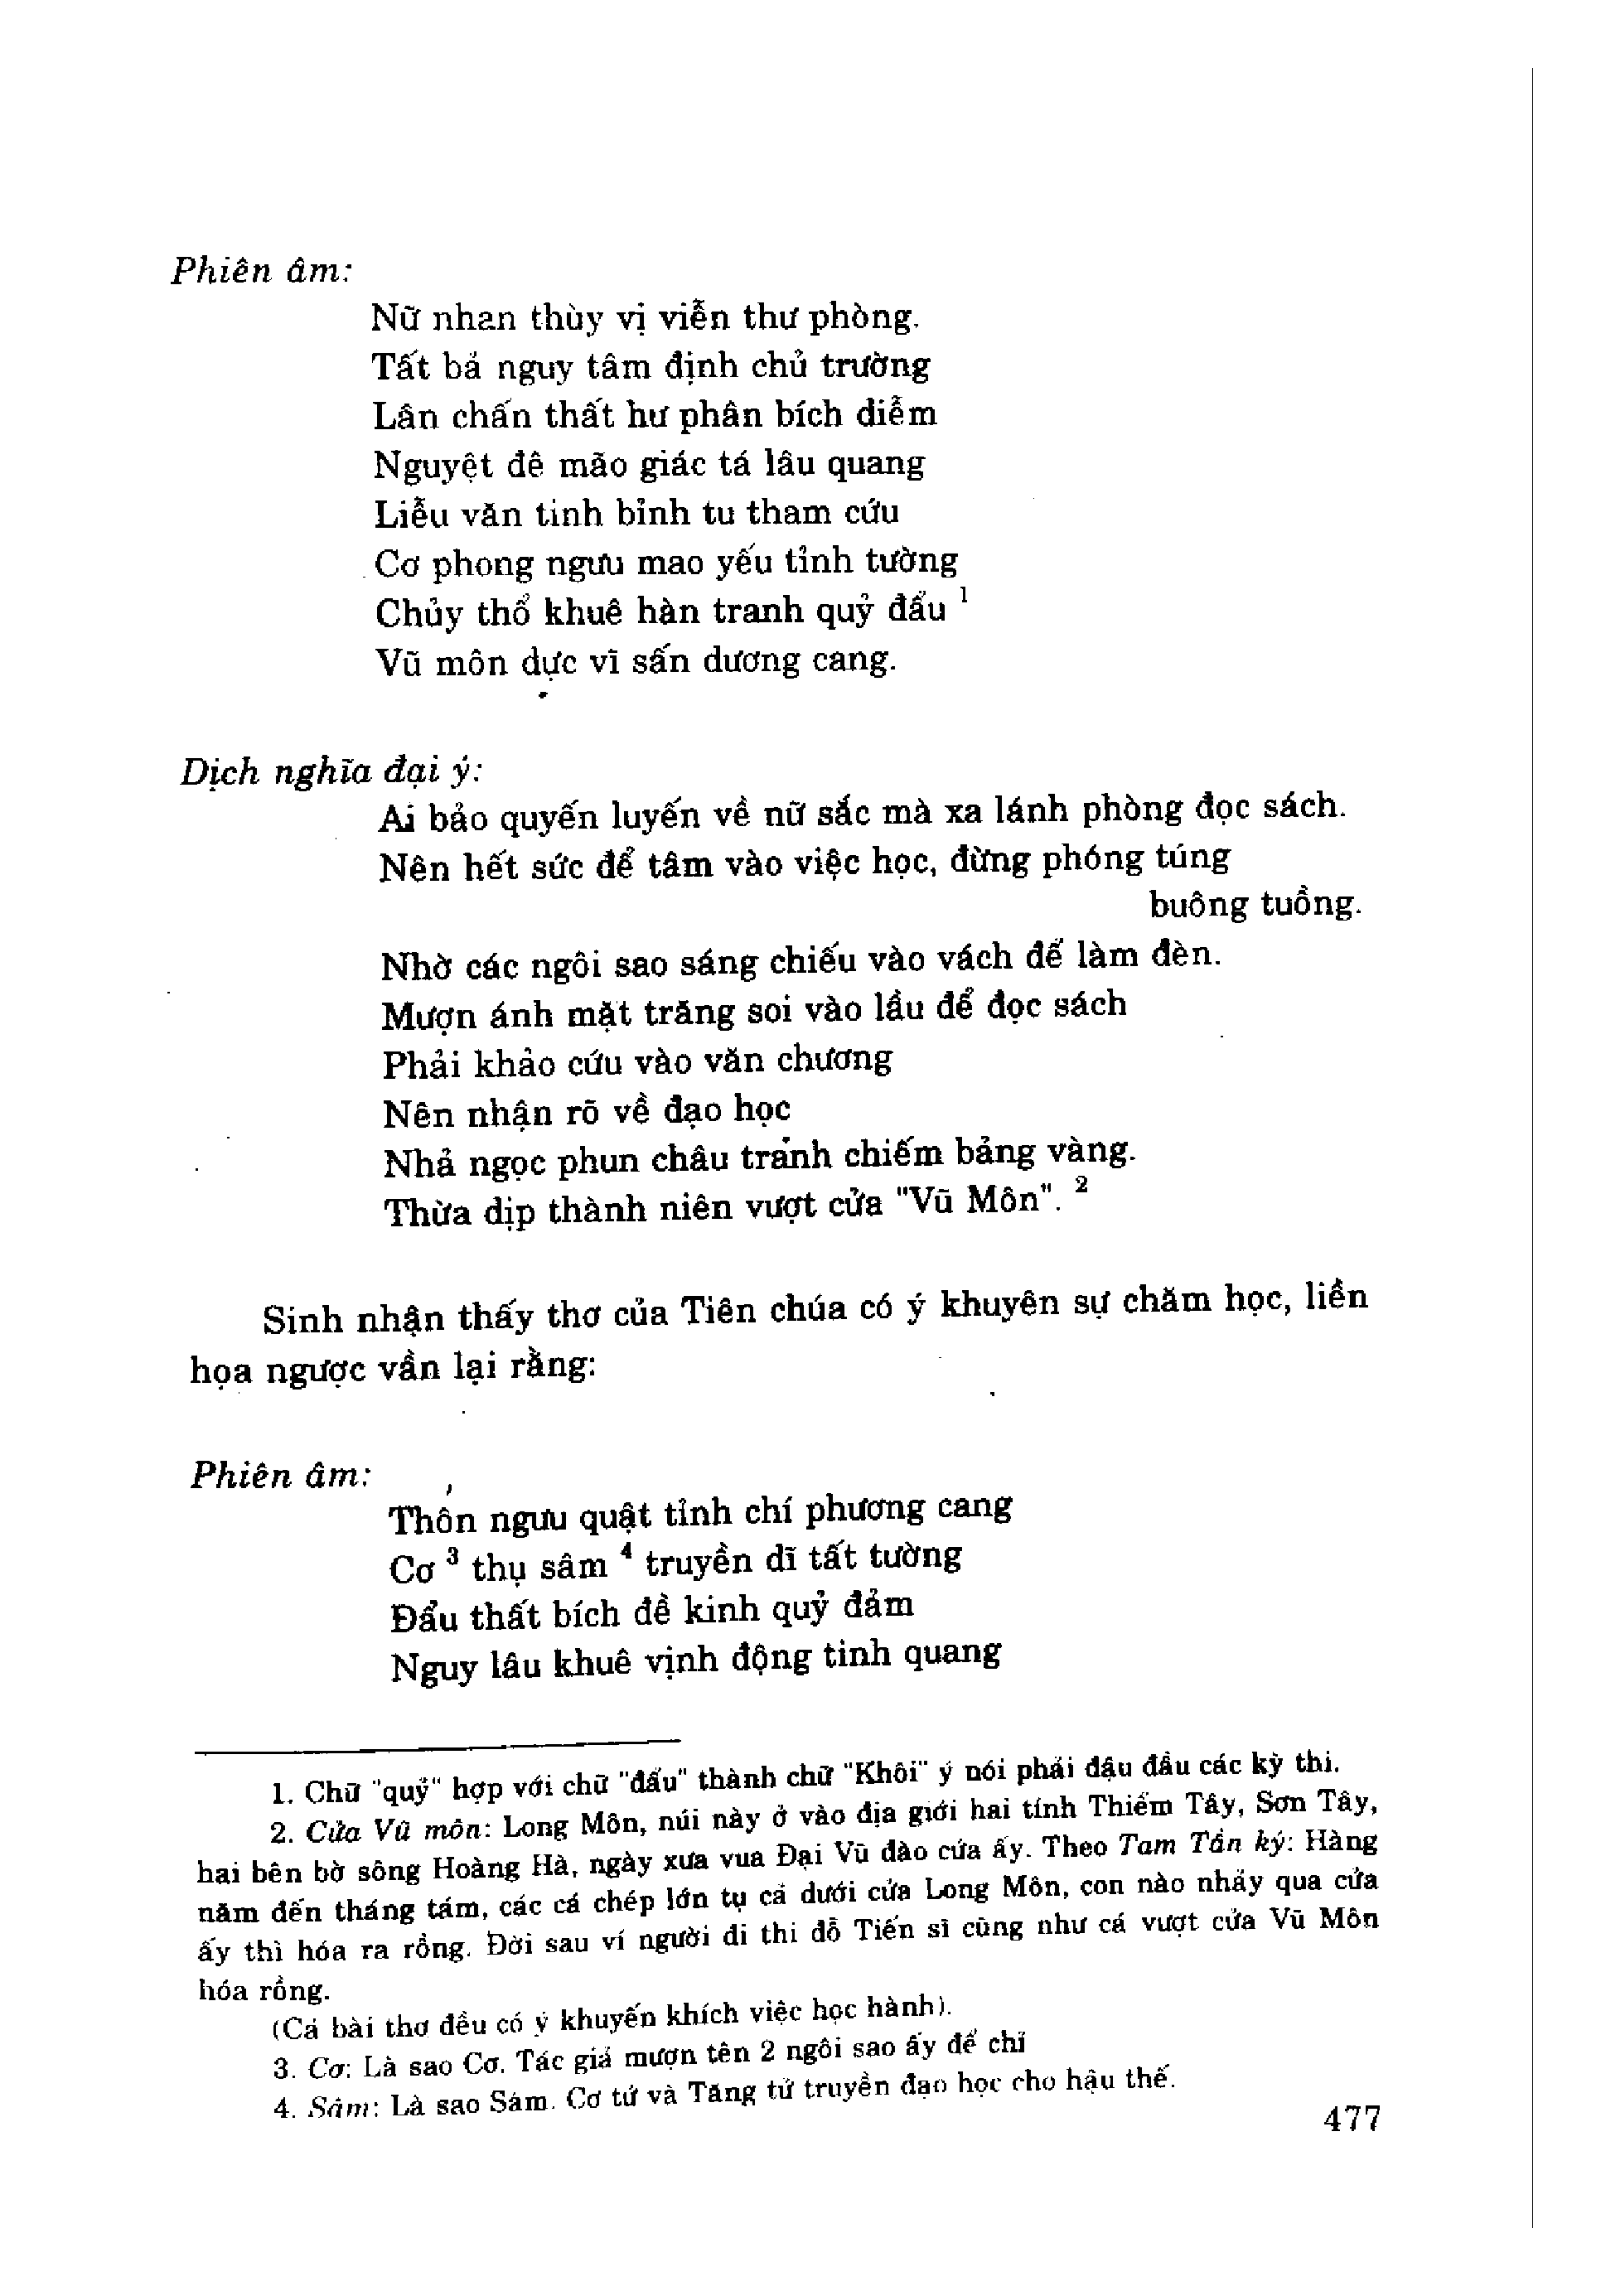 Phiên âm:
Nữ nhan thùy vị viễn thư phòng.
Tất bả nguy tâm định chủ trường
Lân chấn thất hư phân bích diễm
Nguyệt đê mão giác tá lâu quang
Liễu văn tinh bỉnh tu tham cứu
Cơ phong ngưu mao yếu tỉnh tường
Chủy thổ khuê hàn tranh quỷ đẩu ¹
Vũ môn dực vĩ sấn dương cang.
Dịch nghĩa đại ý:
Ai bảo quyến luyến về nữ sắc mà xa lánh phòng đọc sách.
Nên hết sức để tâm vào việc học, đừng phóng túng
buông tuồng.
Nhờ các ngôi sao sáng chiếu vào vách để làm đèn.
Mượn ánh mặt trăng soi vào lầu để đọc sách
Phải khảo cứu vào văn chương
Nên nhận rõ về đạo học
Nhả ngọc phun châu tranh chiếm bảng vàng.
Thừa dịp thành niên vượt cửa "Vũ Môn". ²
Sinh nhận thấy thơ của Tiên chúa có ý khuyên sự chăm học, liền
họa ngược vần lại rằng:
Phiên âm:
Thôn ngưu quật tỉnh chí phương cang
Cơ ³ thụ sâm ⁴ truyền dĩ tất tường
Đẩu thất bích đề kinh quỷ đảm
Nguy lâu khuê vịnh động tinh quang
1. Chữ "quỷ" hợp với chữ "đẩu" thành chữ "Khôi" ý nói phải đậu đầu các kỳ thi.
2. Cửa Vũ môn: Long Môn, núi này ở vào địa giới hai tỉnh Thiểm Tây, Sơn Tây,
hai bên bờ sông Hoàng Hà, ngày xưa vua Đại Vũ đào cửa ấy. Theo Tam Tần ký: Hàng
năm đến tháng tám, các cá chép lớn tụ cả dưới cửa Long Môn, con nào nhảy qua cửa
ấy thì hóa ra rồng. Đời sau ví người đi thi đỗ Tiến sĩ cũng như cá vượt cửa Vũ Môn
hóa rồng.
(Cả bài thơ đều có ý khuyến khích việc học hành).
3. Cơ: Là sao Cơ. Tác giả mượn tên 2 ngôi sao ấy để chỉ
4. Sâm: Là sao Sâm. Cơ tử và Tăng tử truyền đạo học cho hậu thế.
477